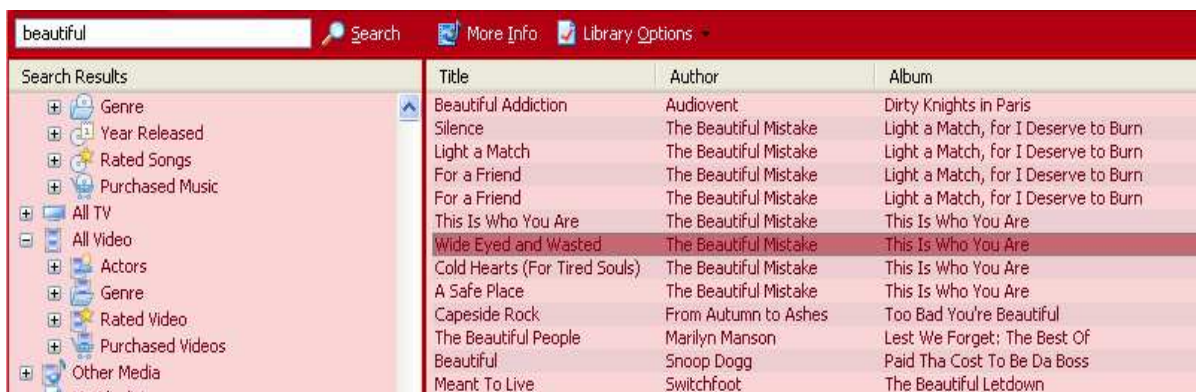 beautiful Search More Info Library Options
Search Results
Genre
Year Released
Rated Songs
Purchased Music
All TV
All Video
Actors
Genre
Rated Video
Purchased Videos
Other Media
Title Author Album
Beautiful Addiction Audiovent Dirty Knights in Paris
Silence The Beautiful Mistake Light a Match, for I Deserve to Burn
Light a Match The Beautiful Mistake Light a Match, for I Deserve to Burn
For a Friend The Beautiful Mistake Light a Match, for I Deserve to Burn
For a Friend The Beautiful Mistake Light a Match, for I Deserve to Burn
This Is Who You Are The Beautiful Mistake This Is Who You Are
Wide Eyed and Wasted The Beautiful Mistake This Is Who You Are
Cold Hearts (For Tired Souls) The Beautiful Mistake This Is Who You Are
A Safe Place The Beautiful Mistake This Is Who You Are
Capeside Rock From Autumn to Ashes Too Bad You're Beautiful
The Beautiful People Marilyn Manson Lest We Forget: The Best Of
Beautiful Snoop Dogg Paid Tha Cost To Be Da Boss
Meant To Live Switchfoot The Beautiful Letdown